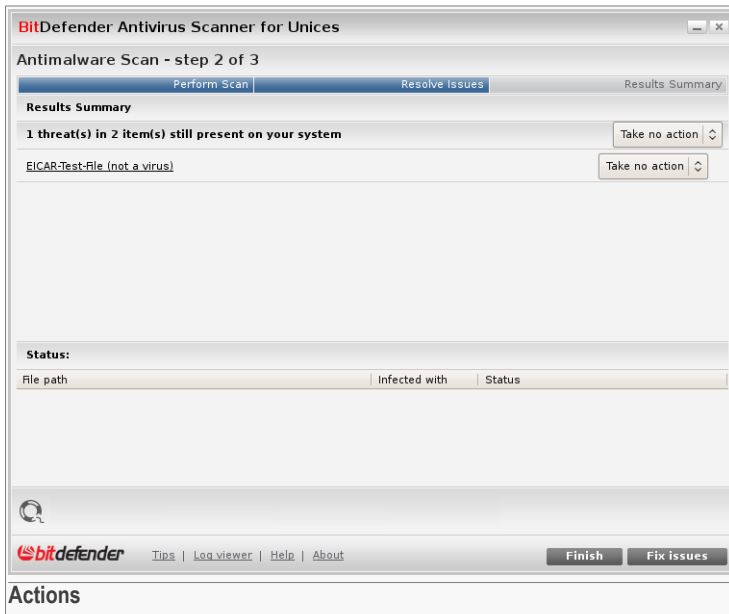 BitDefender Antivirus Scanner for Unices
Antimalware Scan - step 2 of 3
Perform Scan Resolve Issues Results Summary
Results Summary
1 threat(s) in 2 item(s) still present on your system Take no action
EICAR-Test-File (not a virus) Take no action
Status:
File path Infected with Status
bitdefender Tips | Log viewer | Help | About Finish Fix issues
Actions